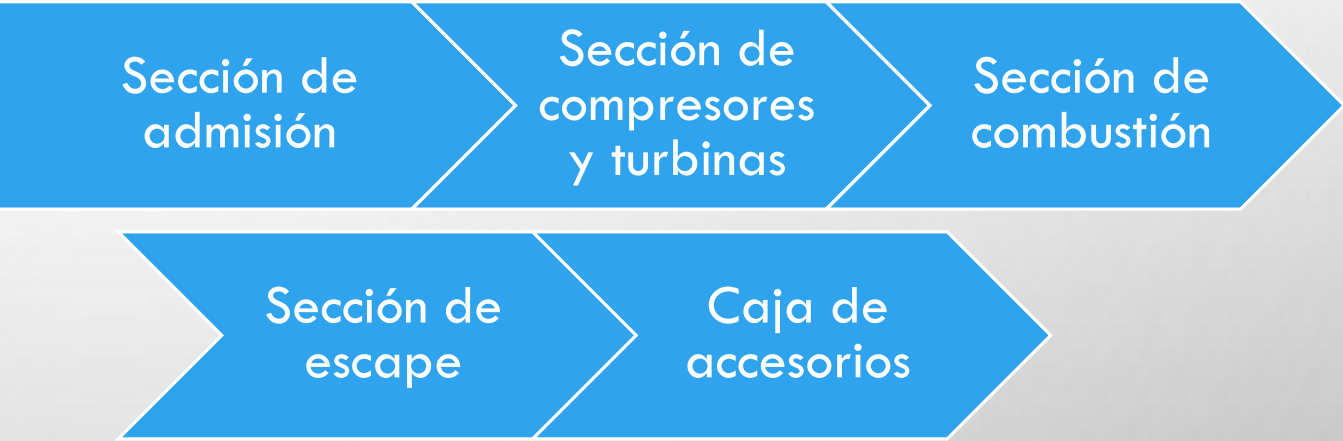 Sección de
admisión
Sección de
compresores
y turbinas
Sección de
combustión
Sección de
escape
Caja de
accesorios